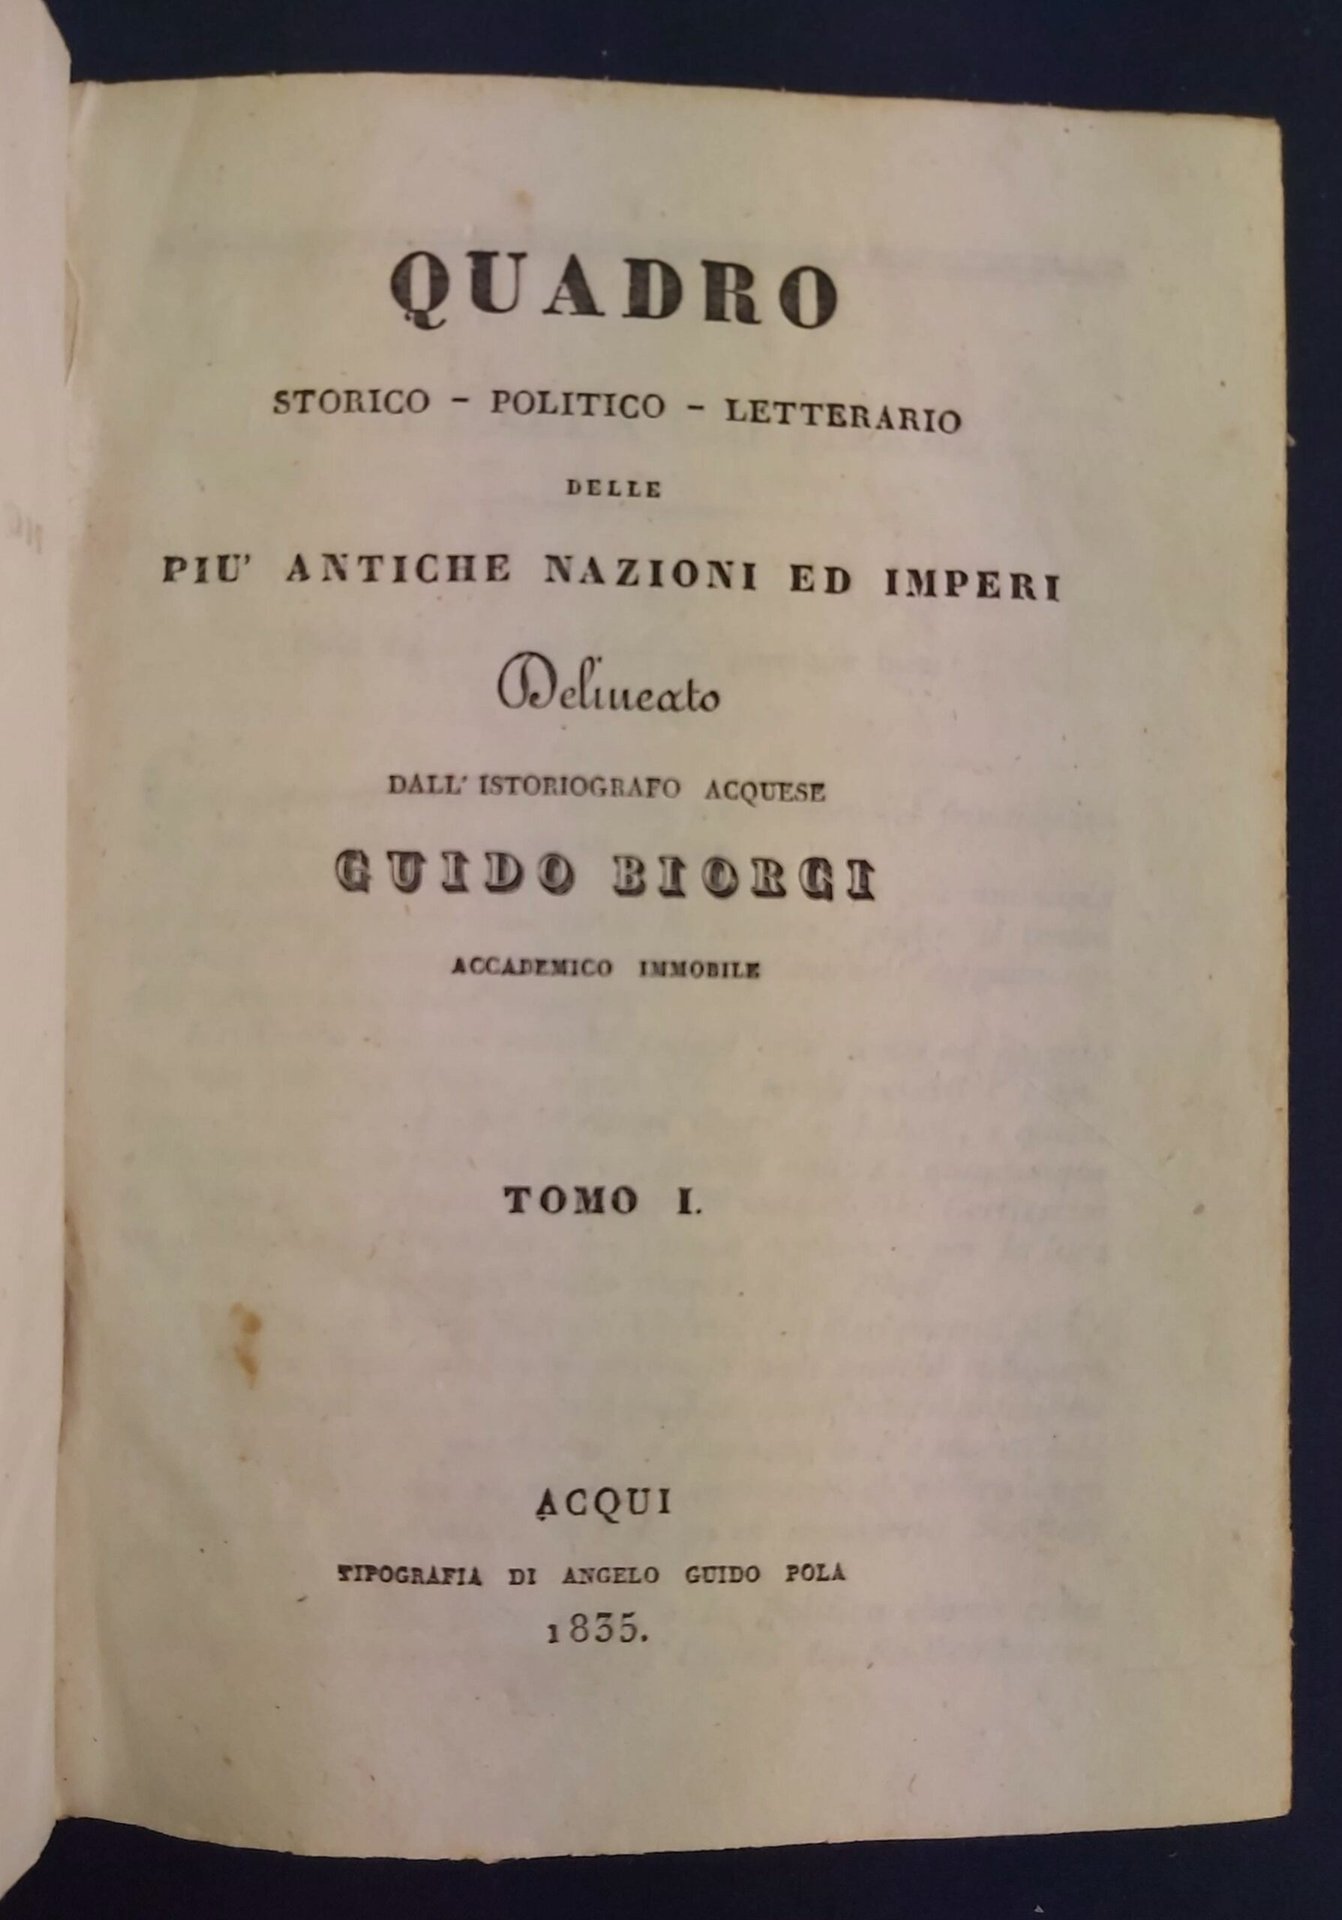 QUADRO
STORICO - POLITICO - LETTERARIO
DELLE
PIU' ANTICHE NAZIONI ED IMPERI
Delineato
DALL' ISTORIOGRAFO ACQUESE
GUIDO BIORCI
ACCADEMICO IMMOBILE
TOMO I.
ACQUI
TIPOGRAFIA DI ANGELO GUIDO POLA
1835.